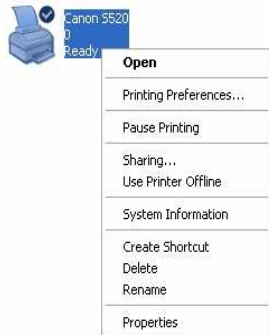 Canon S520
0
Ready
Open
Printing Preferences...
Pause Printing
Sharing...
Use Printer Offline
System Information
Create Shortcut
Delete
Rename
Properties